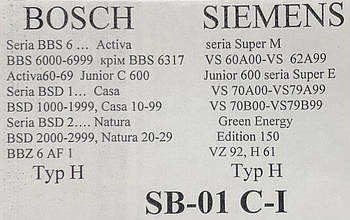 BOSCH
Seria BBS 6 … Activa
BBS 6000-6999 крім BBS 6317
Activa60-69 Junior C 600
Seria BSD 1… Casa
BSD 1000-1999, Casa 10-99
Seria BSD 2…. Natura
BSD 2000-2999, Natura 20-29
BBZ 6 AF 1
Typ H
SIEMENS
seria Super M
VS 60A00-VS 62A99
Junior 600 seria Super E
VS 70A00-VS79A99
VS 70B00-VS79B99
Green Energy
Edition 150
VZ 92, H 61
Typ H
SB-01 C-I